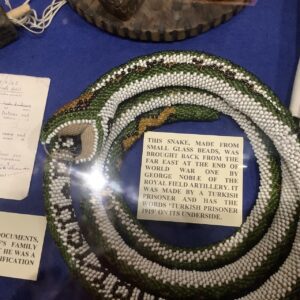 THIS SNAKE, MADE FROM
SMALL GLASS BEADS, WAS
BROUGHT BACK FROM THE
FAR EAST AT THE END OF
WORLD WAR ONE BY
GEORGE NOBLE OF THE
ROYAL FIELD ARTILLERY. IT
WAS MADE BY A TURKISH
PRISONER AND HAS THE
WORDS 'TURKISH PRISONER
1919' ON ITS UNDERSIDE.
DOCUMENTS,
'S FAMILY
HE WAS A
IFICATION